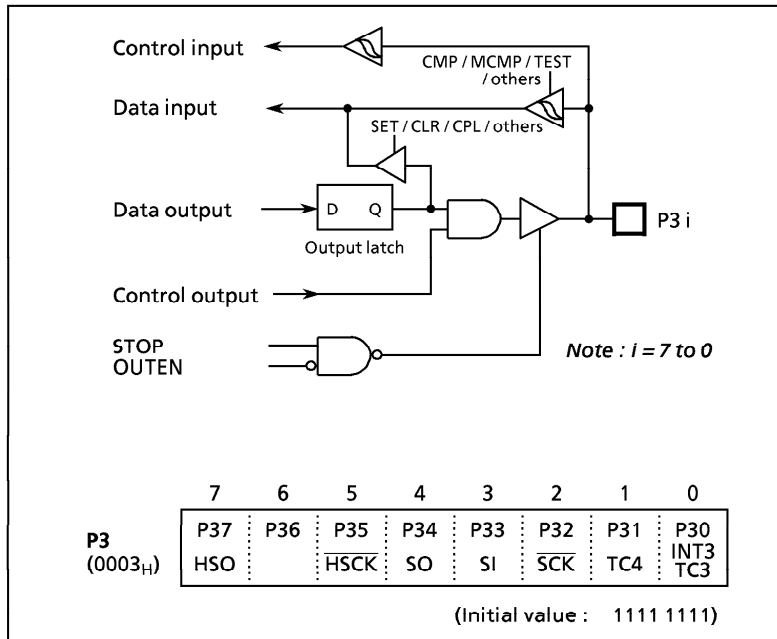 Control input
CMP / MCMP / TEST
/ others
Data input
SET / CLR / CPL / others
Data output
D Q
P3 i
Output latch
Control output
STOP
OUTEN
Note : i = 7 to 0
7 6 5 4 3 2 1 0
P3
(0003H)
P37 P36 P35 P34 P33 P32 P31 P30
HSO HSCK SO SI SCK TC4 INT3
TC3
(Initial value : 1111 1111)